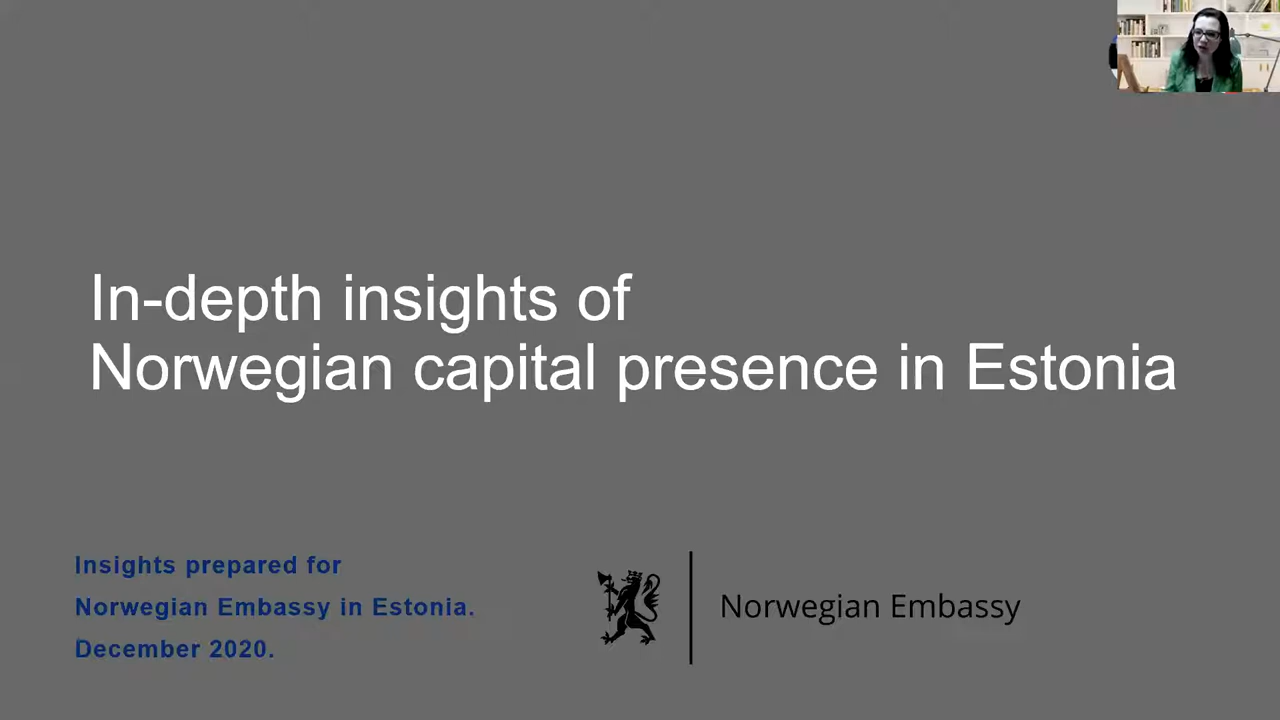 In-depth insights of
Norwegian capital presence in Estonia
Insights prepared for
Norwegian Embassy in Estonia.
December 2020.
Norwegian Embassy